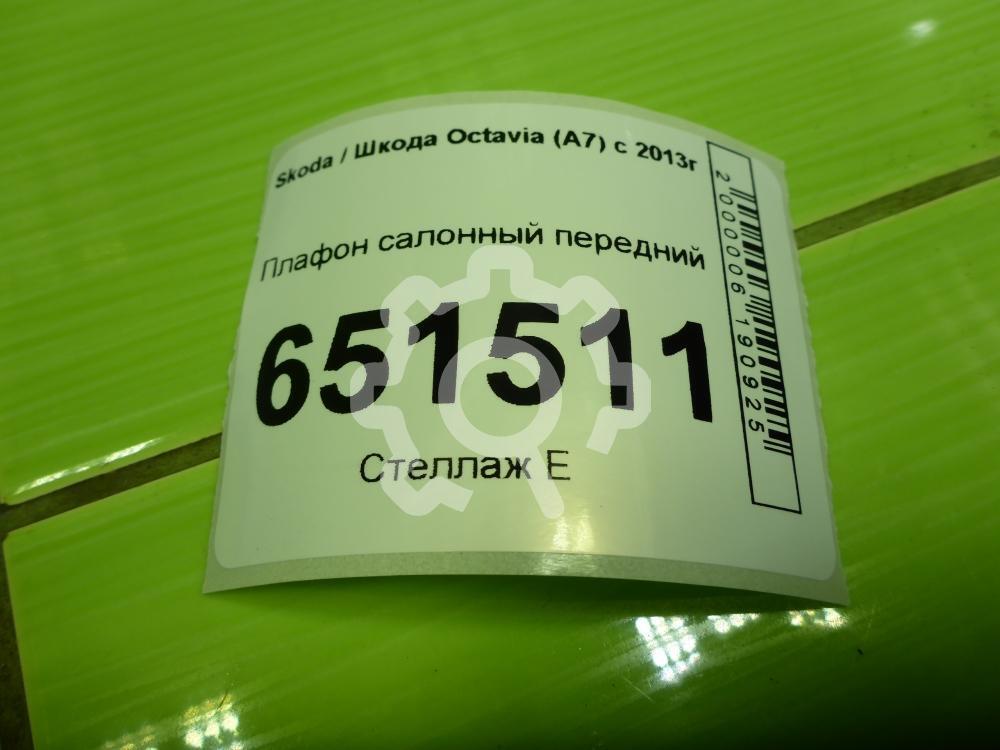 Skoda / Шкода Octavia (A7) с 2013г
Плафон салонный передний
651511
Стеллаж Е
2000006190925